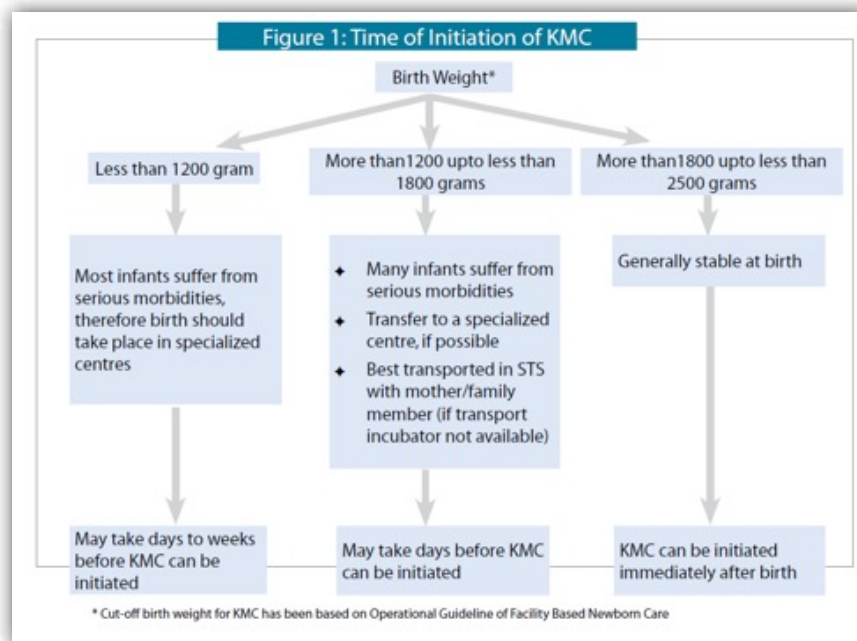 Figure 1: Time of Initiation of KMC
Birth Weight*
Less than 1200 gram
More than1200 upto less than
1800 grams
More than1800 upto less than
2500 grams
Most infants suffer from
serious morbidities,
therefore birth should
take place in specialized
centres
✦ Many infants suffer from
serious morbidities
✦ Transfer to a specialized
centre, if possible
✦ Best transported in STS
with mother/family
member (if transport
incubator not available)
Generally stable at birth
May take days to weeks
before KMC can be
initiated
May take days before KMC
can be initiated
KMC can be initiated
immediately after birth
* Cut-off birth weight for KMC has been based on Operational Guideline of Facility Based Newborn Care